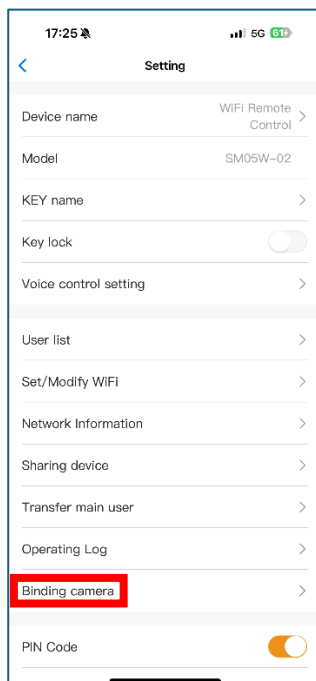 17:25
5G 61
Setting
Device name
WiFi Remote
Control
Model
SM05W-02
KEY name
Key lock
Voice control setting
User list
Set/Modify WiFi
Network Information
Sharing device
Transfer main user
Operating Log
Binding camera
PIN Code